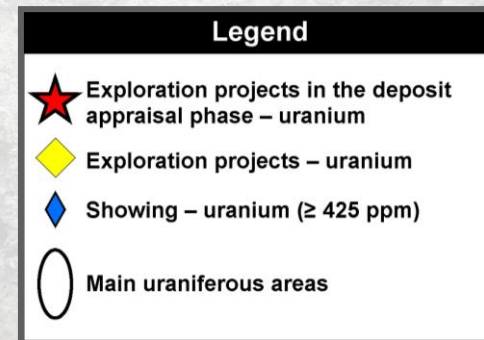 Legend
Exploration projects in the deposit
appraisal phase – uranium
Exploration projects – uranium
Showing – uranium (≥ 425 ppm)
Main uraniferous areas